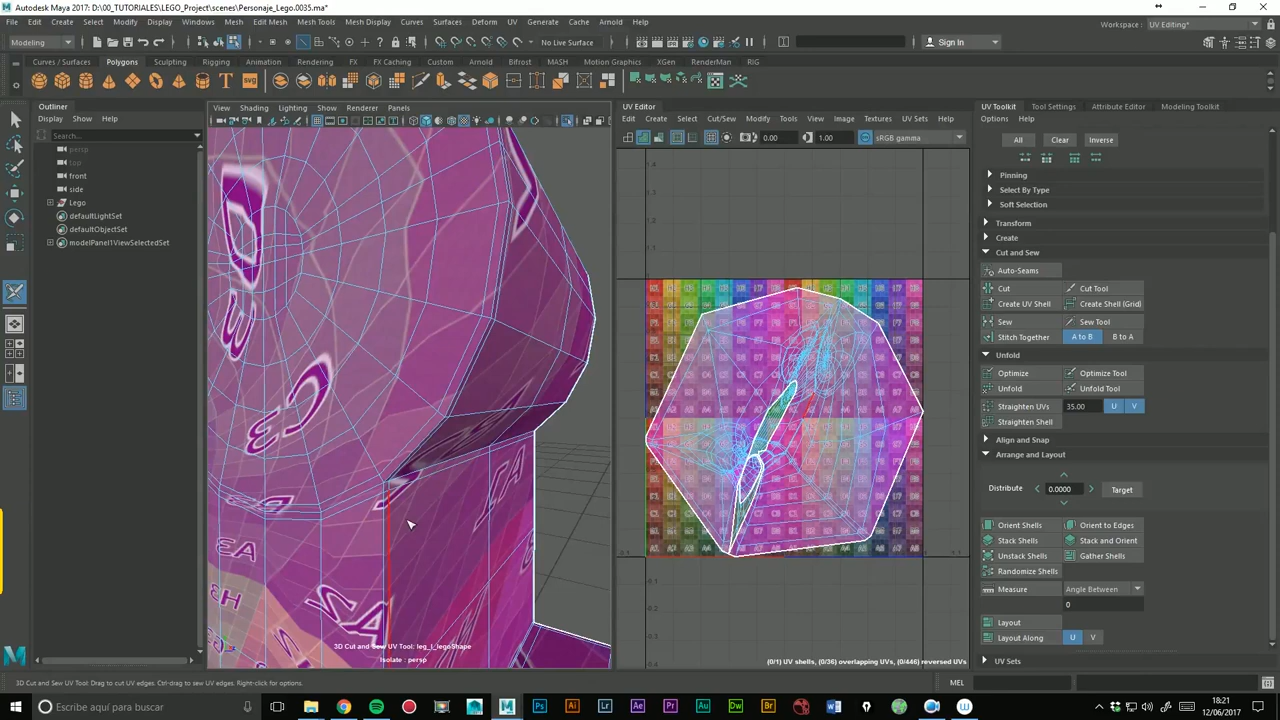 Autodesk Maya 2017: D:\00_TUTORIALES\LEGO_Project\scenes\Personaje_Lego.0035.ma*
File Edit Create Select Modify Display Windows Mesh Edit Mesh Mesh Tools Mesh Display Curves Surfaces Deform UV Generate Cache Arnold Help
Workspace : UV Editing*
Modeling No Live Surface Sign In
Curves / Surfaces Polygons Sculpting Rigging Animation Rendering FX FX Caching Custom Arnold Bifrost MASH Motion Graphics XGen RenderMan RIG
Outliner
Display Show Help
Search...
persp
top
front
side
Lego
defaultLightSet
defaultObjectSet
modelPanel1ViewSelectedSet
View Shading Lighting Show Renderer Panels
3D Cut and Sew UV Tool: leg_l_legoShape
Isolate : persp
UV Editor
Edit Create Select Cut/Sew Modify Tools View Image Textures UV Sets Help
0.00 1.00 sRGB gamma
(0/1) UV shells, (0/36) overlapping UVs, (0/446) reversed UVs
UV Toolkit Tool Settings Attribute Editor Modeling Toolkit
Options Help
All Clear Inverse
Pinning
Select By Type
Soft Selection
Transform
Create
Cut and Sew
Auto-Seams
Cut Cut Tool
Create UV Shell Create Shell (Grid)
Sew Sew Tool
Stitch Together A to B B to A
Unfold
Optimize Optimize Tool
Unfold Unfold Tool
Straighten UVs 35.00 U V
Straighten Shell
Align and Snap
Arrange and Layout
Distribute 0.0000 Target
Orient Shells Orient to Edges
Stack Shells Stack and Orient
Unstack Shells Gather Shells
Randomize Shells
Measure Angle Between
0
Layout
Layout Along U V
UV Sets
3D Cut and Sew UV Tool: Drag to cut UV edges. Ctrl-drag to sew UV edges. Right-click for options.
MEL
Escribe aquí para buscar
18:21
12/06/2017